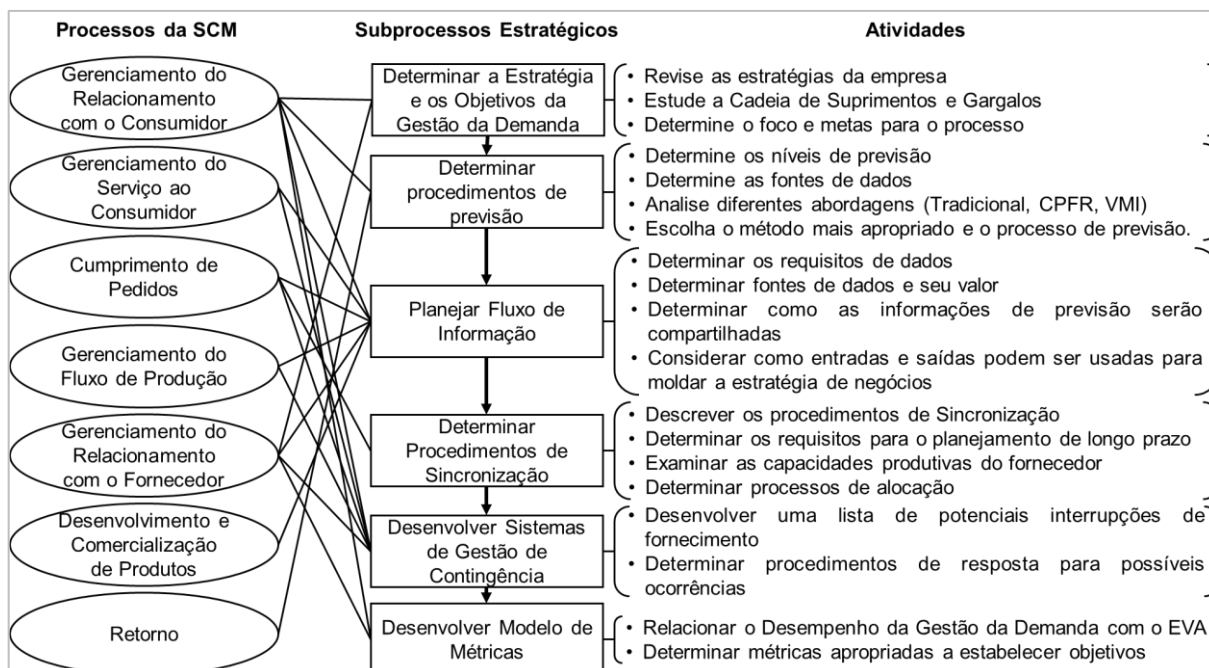 Processos da SCM
Subprocessos Estratégicos
Atividades
Gerenciamento do
Relacionamento
com o Consumidor
Gerenciamento do
Serviço ao
Consumidor
Cumprimento de
Pedidos
Gerenciamento do
Fluxo de Produção
Gerenciamento do
Relacionamento
com o Fornecedor
Desenvolvimento e
Comercialização
de Produtos
Retorno
Determinar a Estratégia
e os Objetivos da
Gestão da Demanda
Determinar
procedimentos de
previsão
Planejar Fluxo de
Informação
Determinar
Procedimentos de
Sincronização
Desenvolver Sistemas
de Gestão de
Contingência
Desenvolver Modelo de
Métricas
• Revise as estratégias da empresa
• Estude a Cadeia de Suprimentos e Gargalos
• Determine o foco e metas para o processo
• Determine os níveis de previsão
• Determine as fontes de dados
• Analise diferentes abordagens (Tradicional, CPFR, VMI)
• Escolha o método mais apropriado e o processo de previsão.
• Determinar os requisitos de dados
• Determinar fontes de dados e seu valor
• Determinar como as informações de previsão serão
compartilhadas
• Considerar como entradas e saídas podem ser usadas para
moldar a estratégia de negócios
• Descrever os procedimentos de Sincronização
• Determinar os requisitos para o planejamento de longo prazo
• Examinar as capacidades produtivas do fornecedor
• Determinar processos de alocação
• Desenvolver uma lista de potenciais interrupções de
fornecimento
• Determinar procedimentos de resposta para possíveis
ocorrências
• Relacionar o Desempenho da Gestão da Demanda com o EVA
• Determinar métricas apropriadas a estabelecer objetivos